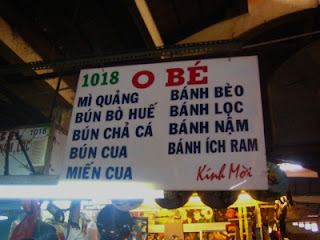 1018 O BÉ
MÌ QUẢNG
BÚN BÒ HUẾ
BÚN CHẢ CÁ
BÚN CUA
MIẾN CUA
BÁNH BÈO
BÁNH LỌC
BÁNH NẬM
BÁNH ÍCH RAM
Kính Mời
1018